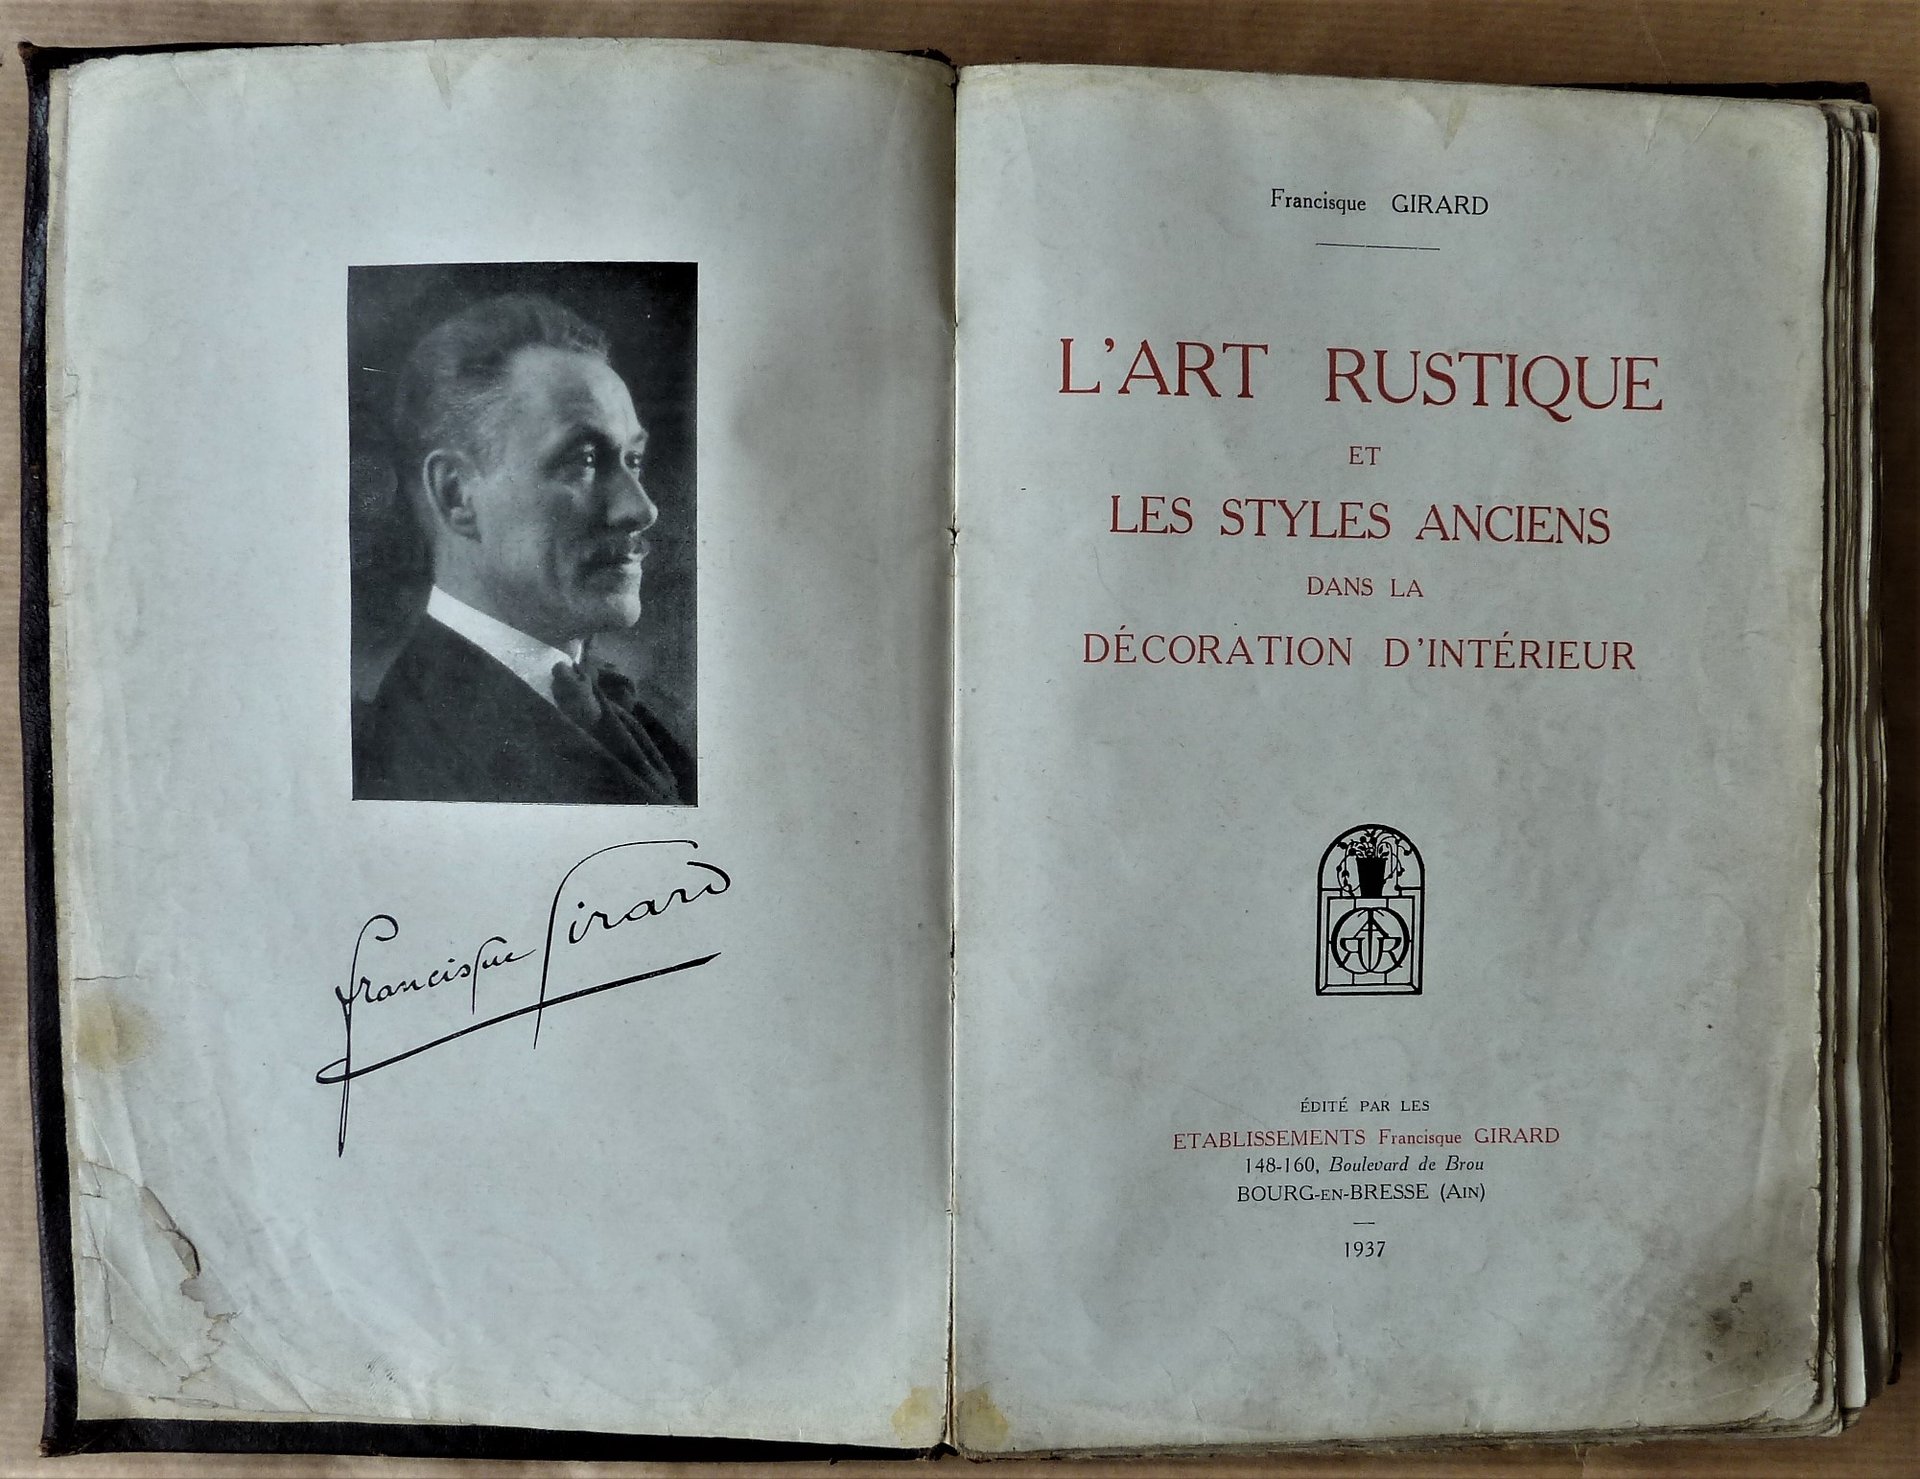 Francisque Girard
Francisque GIRARD
L'ART RUSTIQUE
ET
LES STYLES ANCIENS
DANS LA
DÉCORATION D'INTÉRIEUR
ÉDITÉ PAR LES
ETABLISSEMENTS Francisque GIRARD
148-160, Boulevard de Brou
BOURG-EN-BRESSE (AIN)
1937